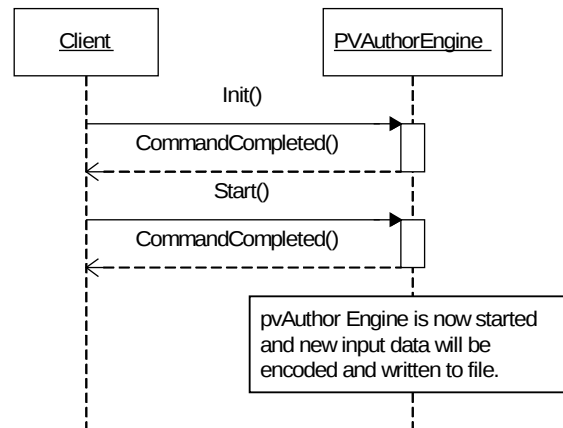 Client
PVAuthorEngine
Init()
CommandCompleted()
Start()
CommandCompleted()
pvAuthor Engine is now started
and new input data will be
encoded and written to file.